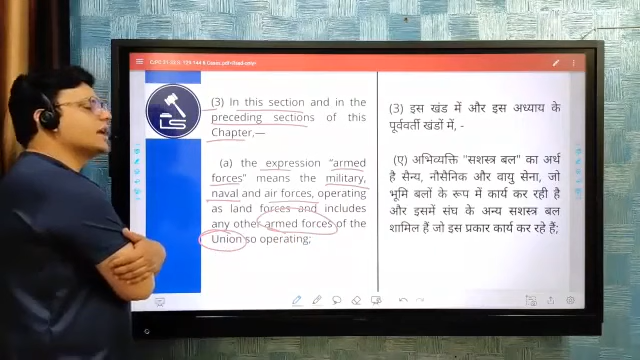 (3) In this section and in the
preceding sections of this
Chapter,—
(a) the expression "armed
forces" means the military,
naval and air forces, operating
as land forces and includes
any other armed forces of the
Union so operating;
LS
(3) इस खंड में और इस अध्याय के
पूर्ववर्ती खंडों में, -
(ए) अभिव्यक्ति "सशस्त्र बल" का अर्थ
है सैन्य, नौसैनिक और वायु सेना, जो
भूमि बलों के रूप में कार्य कर रही है
और इसमें संघ के अन्य सशस्त्र बल
शामिल हैं जो इस प्रकार कार्य कर रहे हैं;